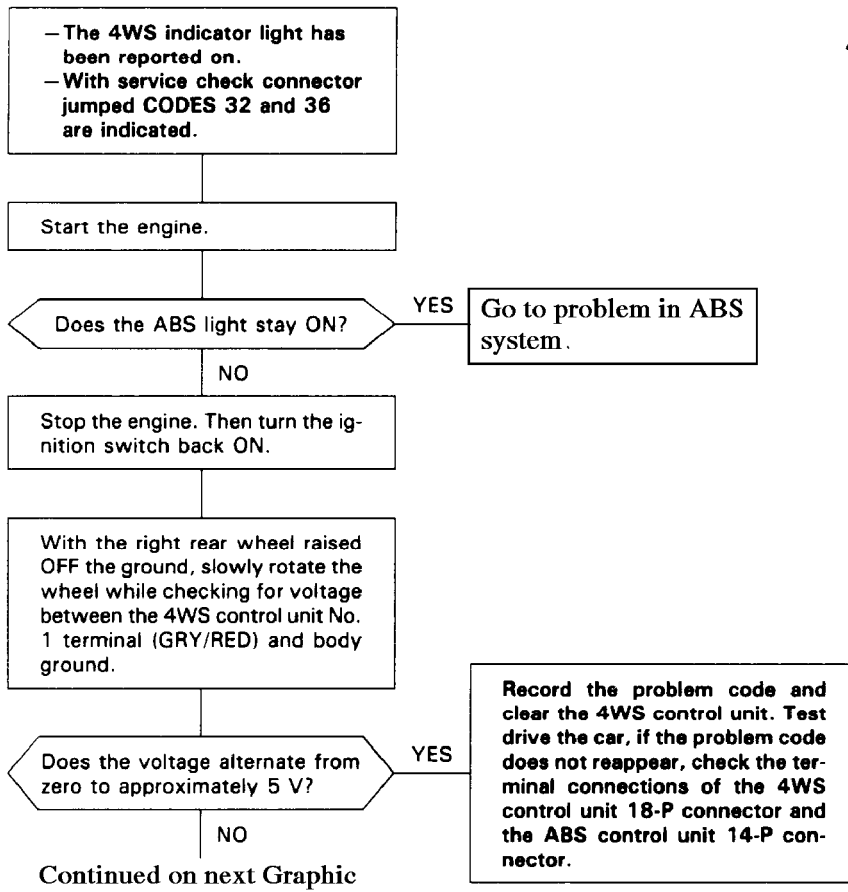 – The 4WS indicator light has
been reported on.
– With service check connector
jumped CODES 32 and 36
are indicated.
Start the engine.
Does the ABS light stay ON?
YES
Go to problem in ABS
system.
NO
Stop the engine. Then turn the ig-
nition switch back ON.
With the right rear wheel raised
OFF the ground, slowly rotate the
wheel while checking for voltage
between the 4WS control unit No.
1 terminal (GRY/RED) and body
ground.
Does the voltage alternate from
zero to approximately 5 V?
YES
Record the problem code and
clear the 4WS control unit. Test
drive the car, if the problem code
does not reappear, check the ter-
minal connections of the 4WS
control unit 18-P connector and
the ABS control unit 14-P con-
nector.
NO
Continued on next Graphic